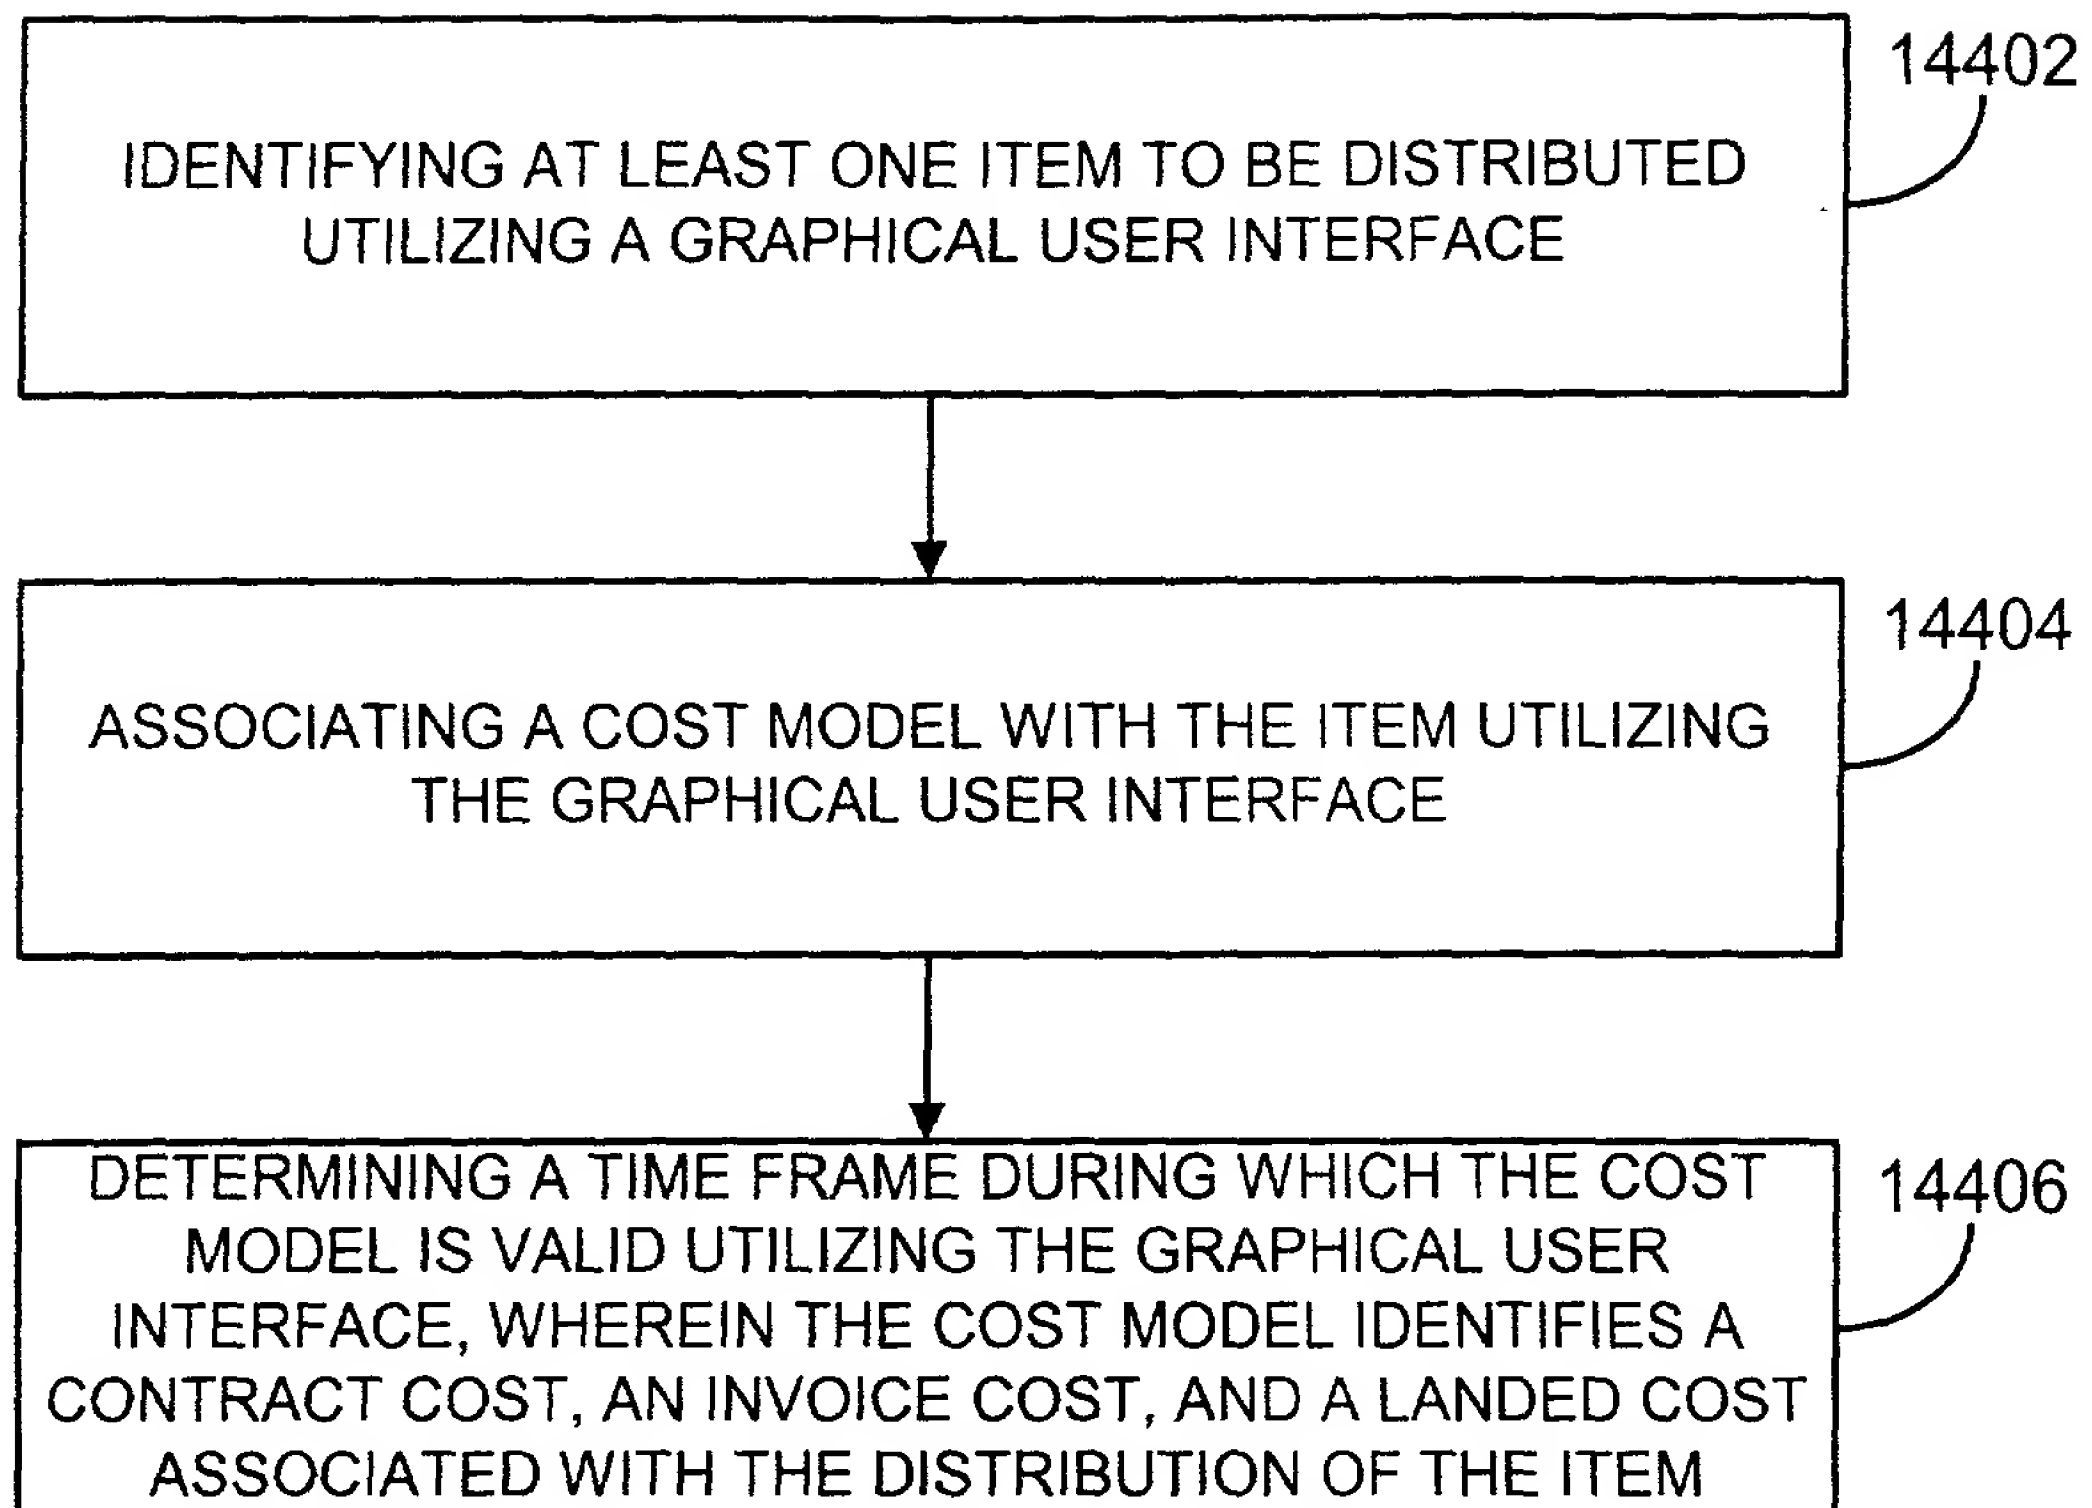 14402
IDENTIFYING AT LEAST ONE ITEM TO BE DISTRIBUTED
UTILIZING A GRAPHICAL USER INTERFACE
14404
ASSOCIATING A COST MODEL WITH THE ITEM UTILIZING
THE GRAPHICAL USER INTERFACE
14406
DETERMINING A TIME FRAME DURING WHICH THE COST
MODEL IS VALID UTILIZING THE GRAPHICAL USER
INTERFACE, WHEREIN THE COST MODEL IDENTIFIES A
CONTRACT COST, AN INVOICE COST, AND A LANDED COST
ASSOCIATED WITH THE DISTRIBUTION OF THE ITEM